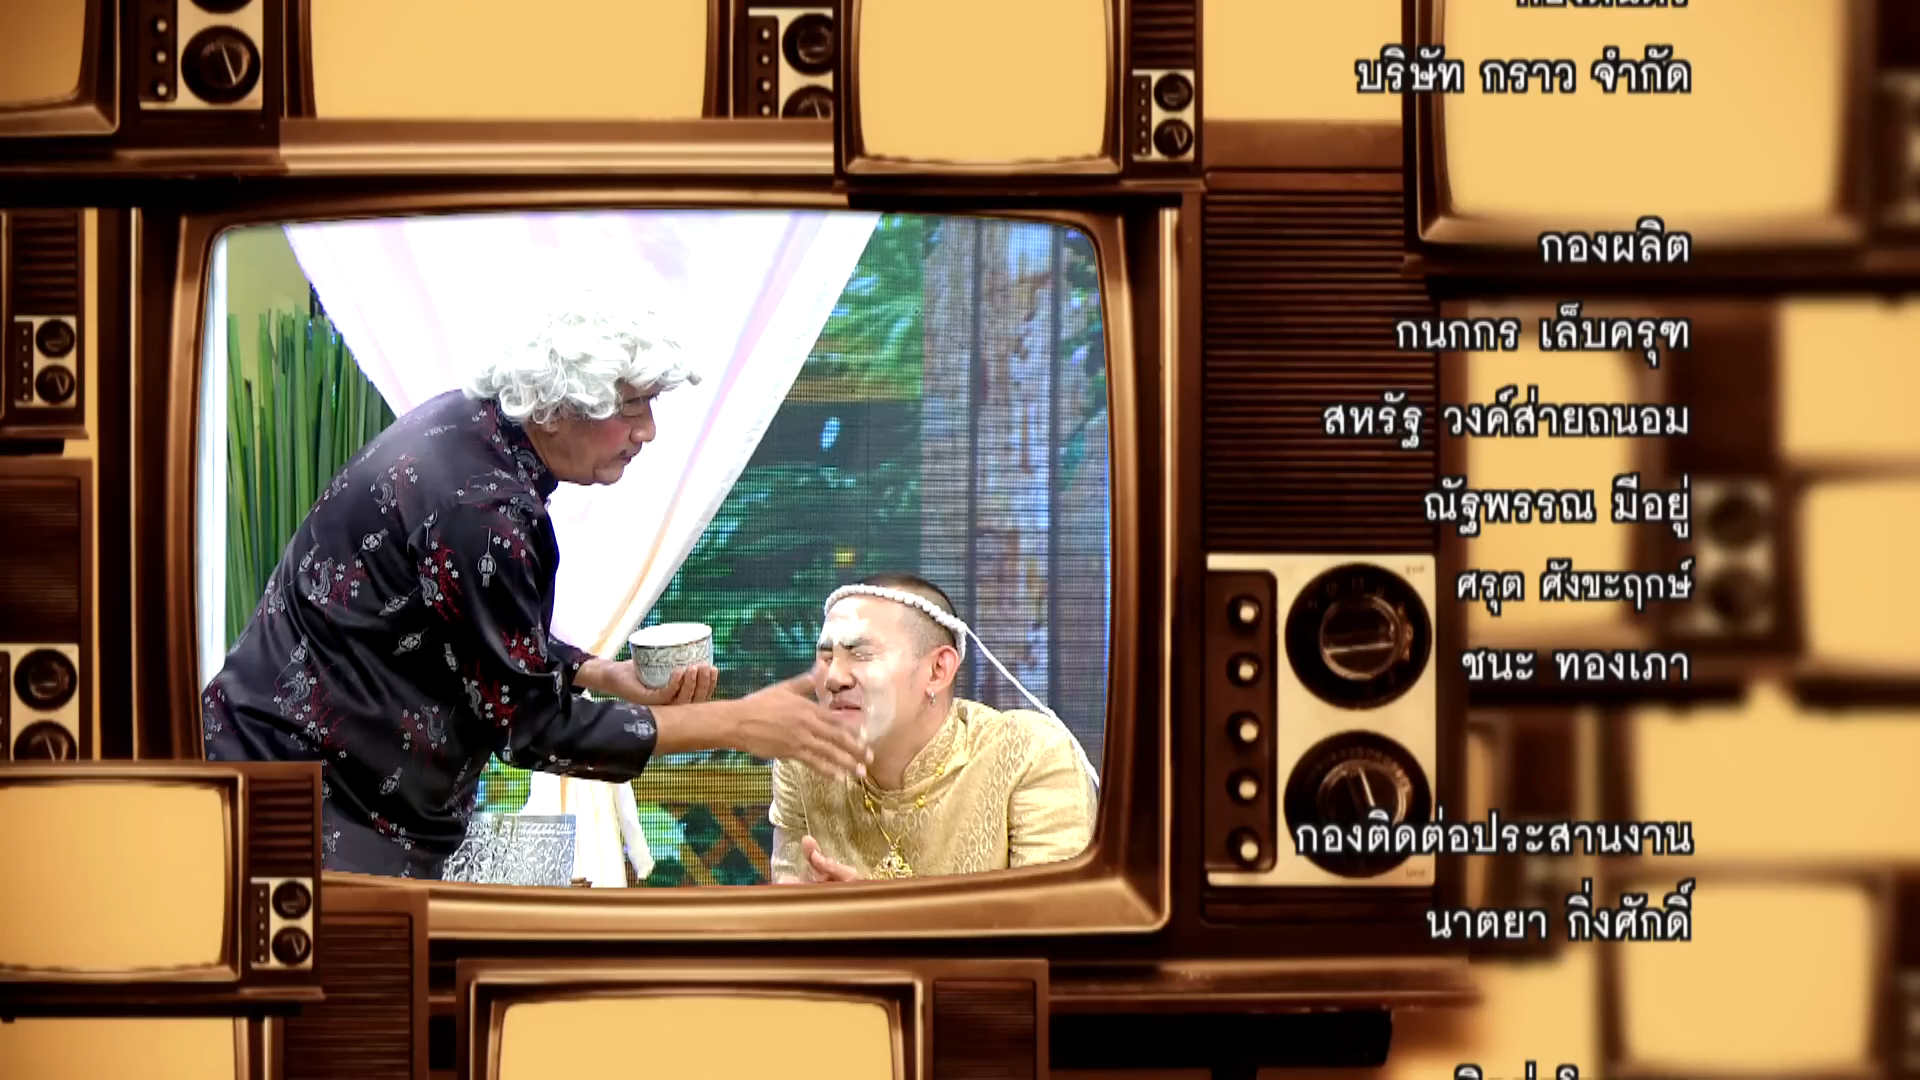 บริษัท กราว จำกัด
กองผลิต
กนกกร เล็บครุฑ
สหรัฐ วงค์ส่ายถนอม
ณัฐพรรณ มีอยู่
ศรุต ศังขะฤกษ์
ชนะ ทองเภา
กองติดต่อประสานงาน
นาตยา กิ่งศักดิ์